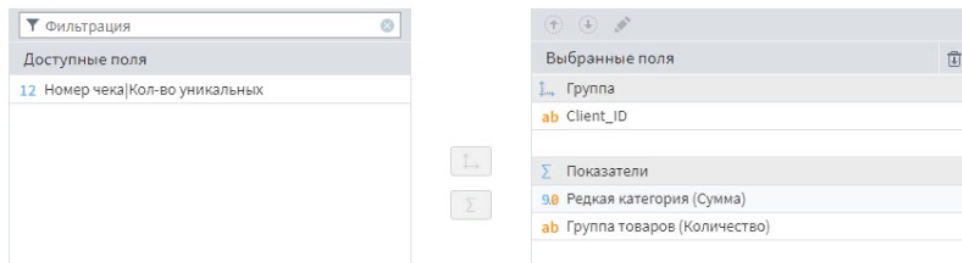 Фильтрация
Доступные поля
12 Номер чека|Кол-во уникальных
Выбранные поля
Группа
ab Client_ID
Σ Показатели
9.0 Редкая категория (Сумма)
ab Группа товаров (Количество)
Σ